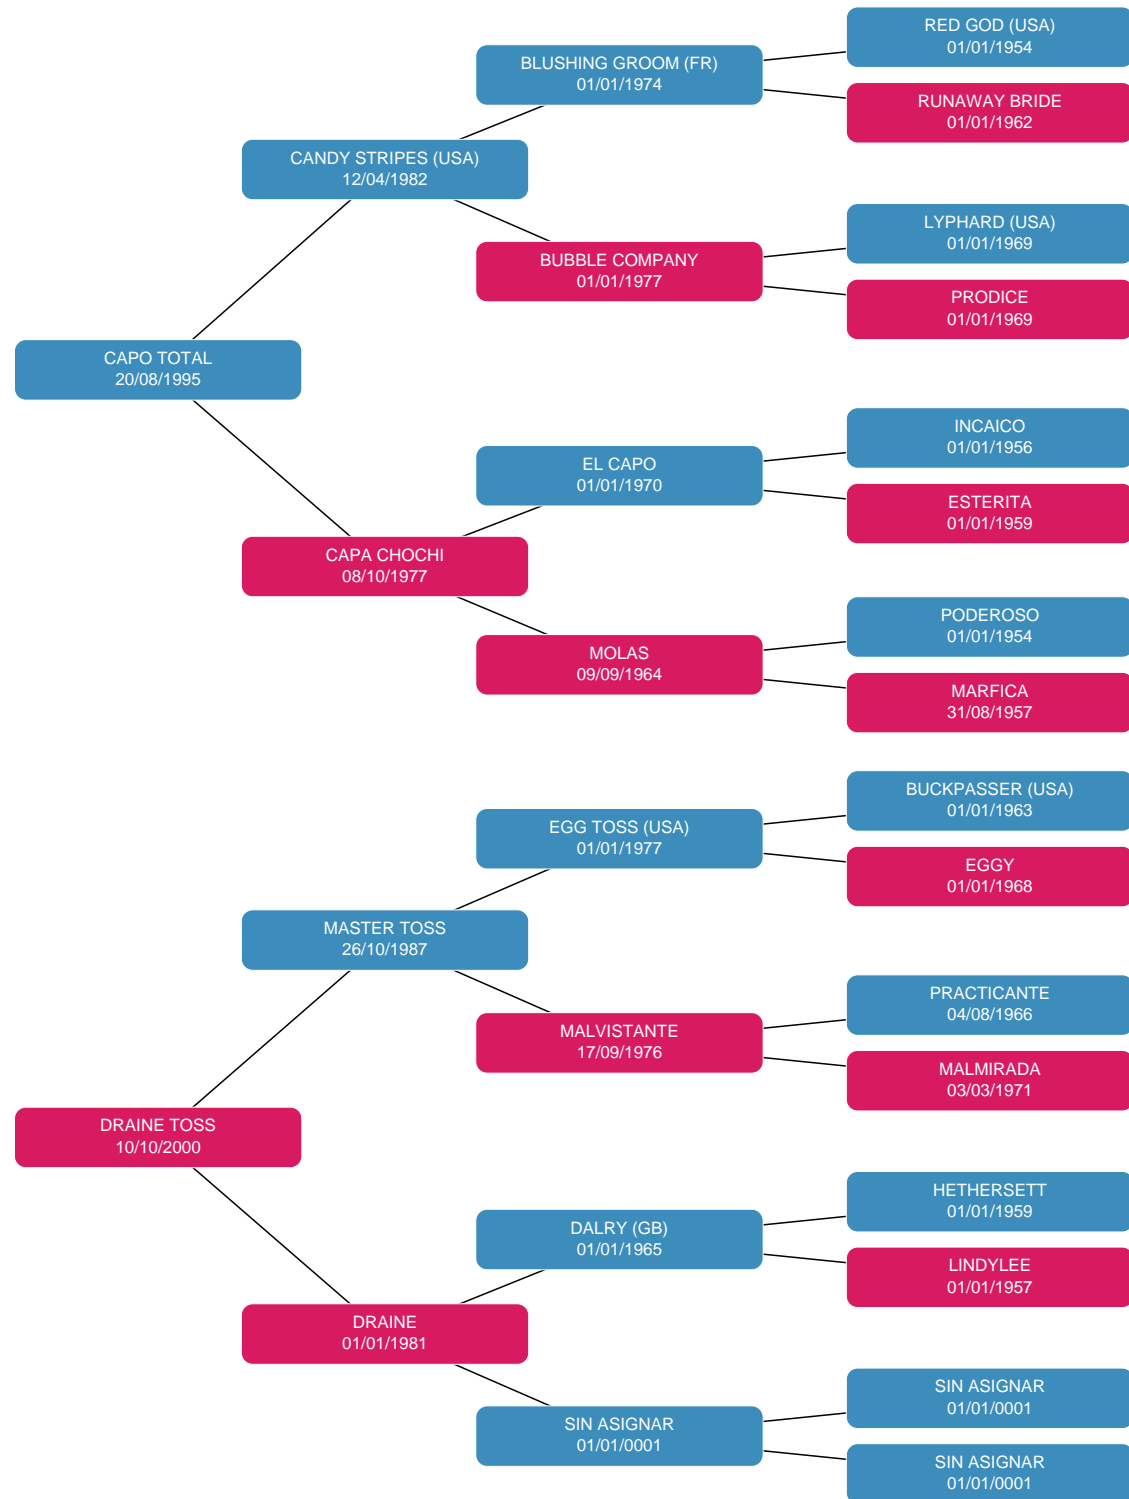 RED GOD (USA)
01/01/1954
BLUSHING GROOM (FR)
01/01/1974
RUNAWAY BRIDE
01/01/1962
CANDY STRIPES (USA)
12/04/1982
LYPHARD (USA)
01/01/1969
BUBBLE COMPANY
01/01/1977
PRODICE
01/01/1969
CAPO TOTAL
20/08/1995
INCAICO
01/01/1956
EL CAPO
01/01/1970
ESTERITA
01/01/1959
CAPA CHOCHI
08/10/1977
PODEROSO
01/01/1954
MOLAS
09/09/1964
MARFICA
31/08/1957
BUCKPASSER (USA)
01/01/1963
EGG TOSS (USA)
01/01/1977
EGGY
01/01/1968
MASTER TOSS
26/10/1987
PRACTICANTE
04/08/1966
MALVISTANTE
17/09/1976
MALMIRADA
03/03/1971
DRAINE TOSS
10/10/2000
HETHERSETT
01/01/1959
DALRY (GB)
01/01/1965
LINDYLEE
01/01/1957
DRAINE
01/01/1981
SIN ASIGNAR
01/01/0001
SIN ASIGNAR
01/01/0001
SIN ASIGNAR
01/01/0001